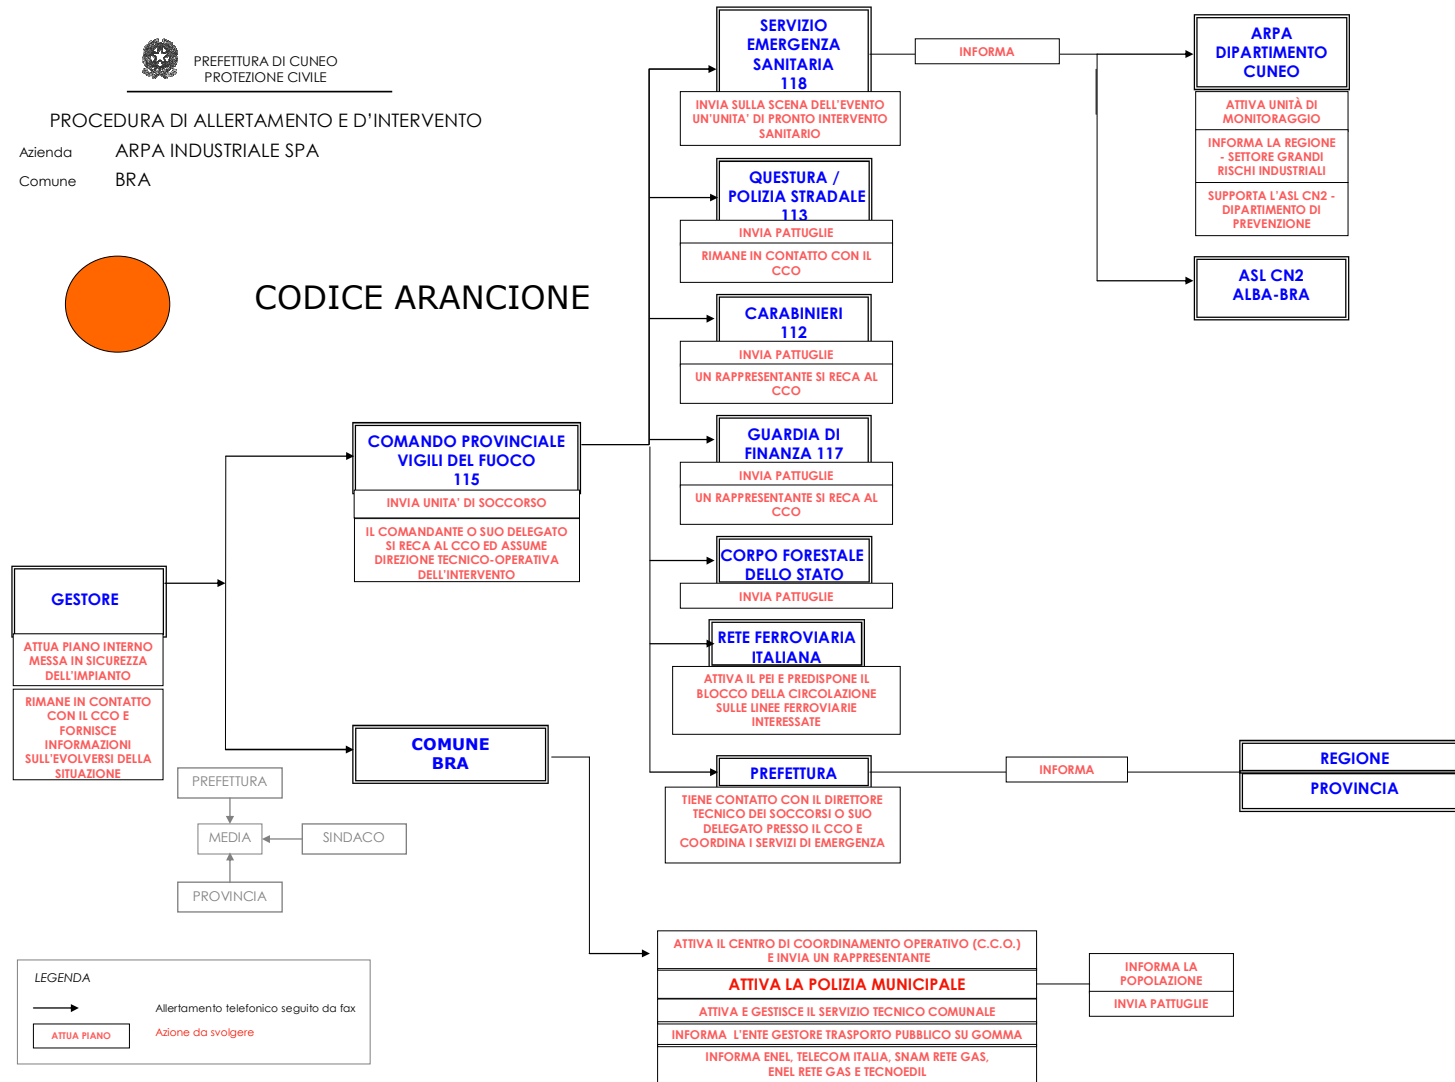 PREFETTURA DI CUNEO
PROTEZIONE CIVILE
PROCEDURA DI ALLERTAMENTO E D'INTERVENTO
Azienda ARPA INDUSTRIALE SPA
Comune BRA
CODICE ARANCIONE
GESTORE
ATTUA PIANO INTERNO
MESSA IN SICUREZZA
DELL'IMPIANTO
RIMANE IN CONTATTO
CON IL CCO E
FORNISCE
INFORMAZIONI
SULL'EVOLVERSI DELLA
SITUAZIONE
COMANDO PROVINCIALE
VIGILI DEL FUOCO
115
INVIA UNITA' DI SOCCORSO
IL COMANDANTE O SUO DELEGATO
SI RECA AL CCO ED ASSUME
DIREZIONE TECNICO-OPERATIVA
DELL'INTERVENTO
COMUNE
BRA
SERVIZIO
EMERGENZA
SANITARIA
118
INVIA SULLA SCENA DELL'EVENTO
UN'UNITA' DI PRONTO INTERVENTO
SANITARIO
INFORMA
ARPA
DIPARTIMENTO
CUNEO
ATTIVA UNITÀ DI
MONITORAGGIO
INFORMA LA REGIONE
- SETTORE GRANDI
RISCHI INDUSTRIALI
SUPPORTA L'ASL CN2 -
DIPARTIMENTO DI
PREVENZIONE
ASL CN2
ALBA-BRA
QUESTURA /
POLIZIA STRADALE
113
INVIA PATTUGLIE
RIMANE IN CONTATTO CON IL
CCO
CARABINIERI
112
INVIA PATTUGLIE
UN RAPPRESENTANTE SI RECA AL
CCO
GUARDIA DI
FINANZA 117
INVIA PATTUGLIE
UN RAPPRESENTANTE SI RECA AL
CCO
CORPO FORESTALE
DELLO STATO
INVIA PATTUGLIE
RETE FERROVIARIA
ITALIANA
ATTIVA IL PEI E PREDISPONE IL
BLOCCO DELLA CIRCOLAZIONE
SULLE LINEE FERROVIARIE
INTERESSATE
PREFETTURA
TIENE CONTATTO CON IL DIRETTORE
TECNICO DEI SOCCORSI O SUO
DELEGATO PRESSO IL CCO E
COORDINA I SERVIZI DI EMERGENZA
INFORMA
REGIONE
PROVINCIA
PREFETTURA
MEDIA
SINDACO
PROVINCIA
ATTIVA IL CENTRO DI COORDINAMENTO OPERATIVO (C.C.O.)
E INVIA UN RAPPRESENTANTE
ATTIVA LA POLIZIA MUNICIPALE
ATTIVA E GESTISCE IL SERVIZIO TECNICO COMUNALE
INFORMA L'ENTE GESTORE TRASPORTO PUBBLICO SU GOMMA
INFORMA ENEL, TELECOM ITALIA, SNAM RETE GAS,
ENEL RETE GAS E TECNOEDIL
INFORMA LA
POPOLAZIONE
INVIA PATTUGLIE
LEGENDA
Allertamento telefonico seguito da fax
ATTUA PIANO
Azione da svolgere